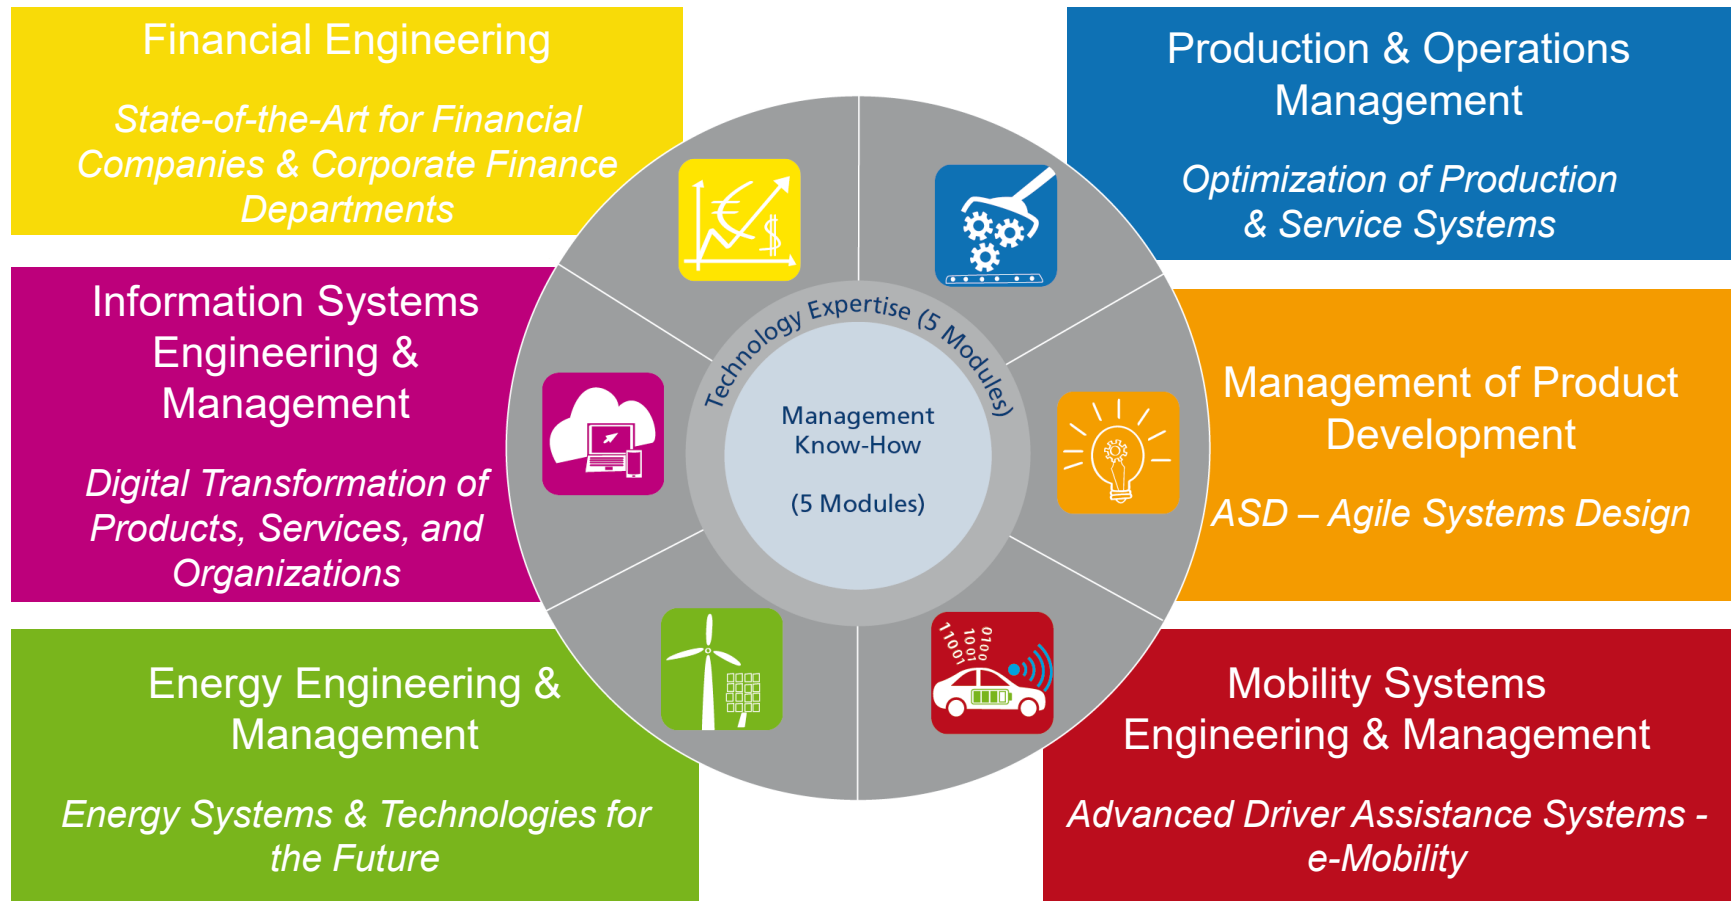 Financial Engineering
State-of-the-Art for Financial
Companies & Corporate Finance
Departments
Production & Operations
Management
Optimization of Production
& Service Systems
Information Systems
Engineering &
Management
Digital Transformation of
Products, Services, and
Organizations
Technology Expertise (5 Modules)
Management
Know-How
(5 Modules)
Management of Product
Development
ASD – Agile Systems Design
Energy Engineering &
Management
Energy Systems & Technologies for
the Future
11001
1001
0100
Mobility Systems
Engineering & Management
Advanced Driver Assistance Systems -
e-Mobility